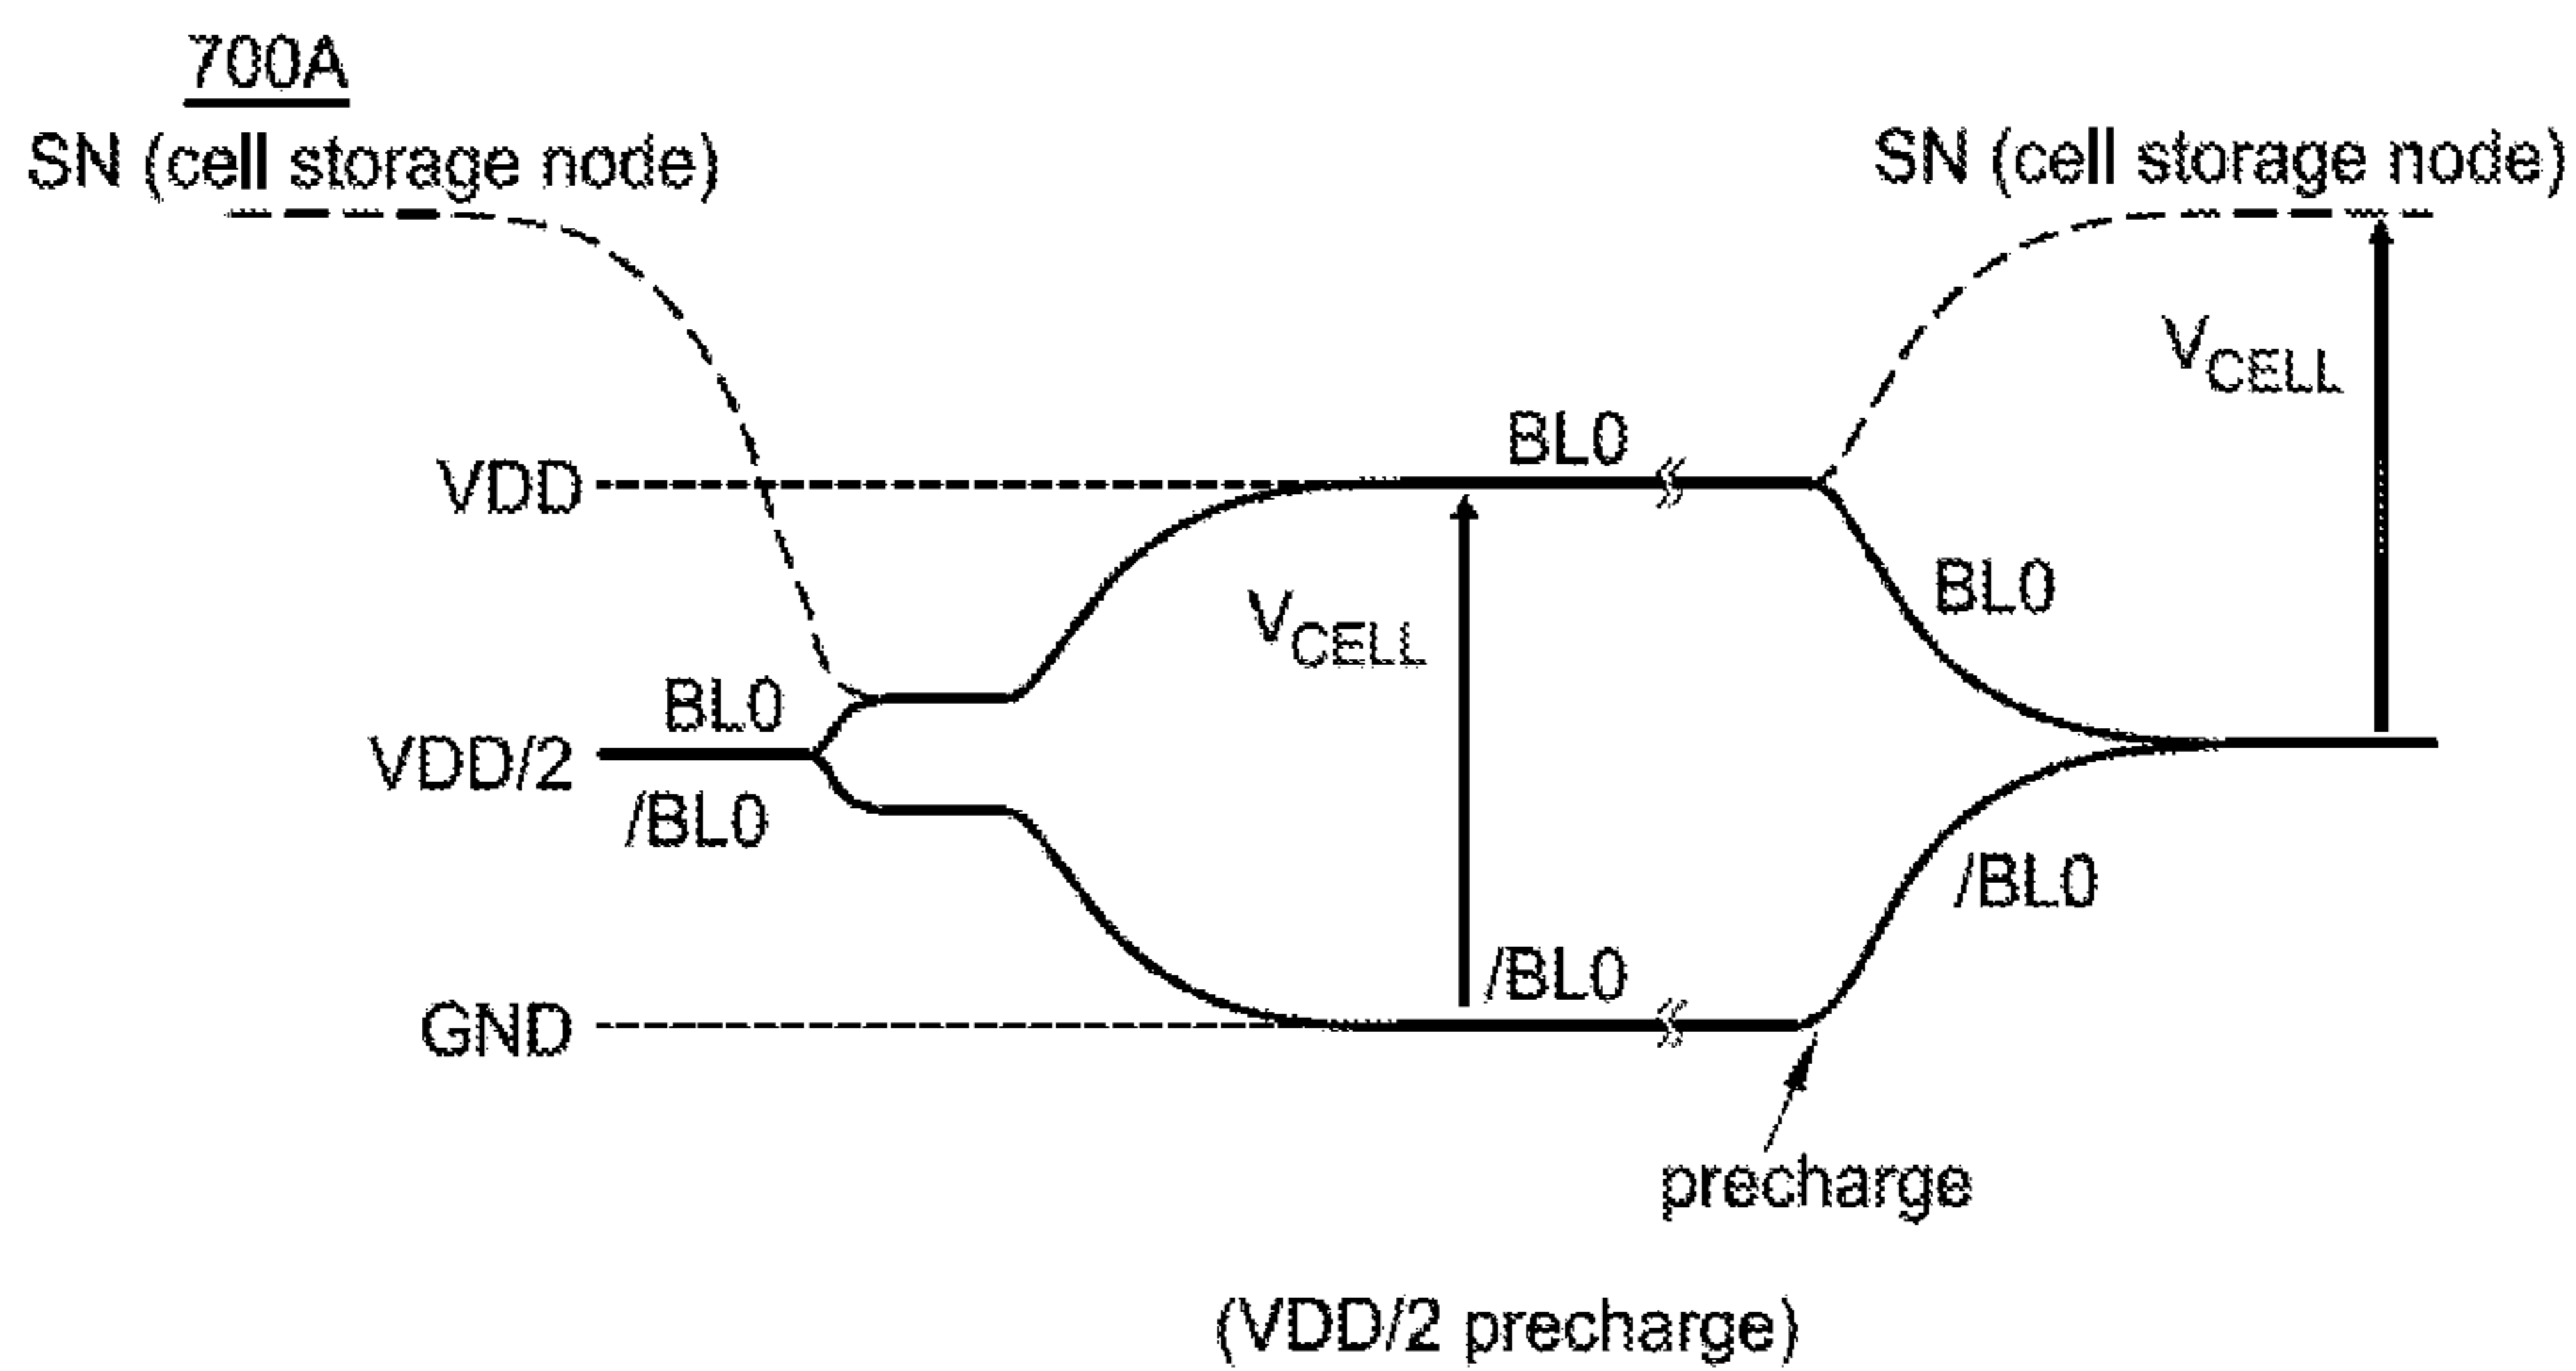 700A
SN (cell storage node)
SN (cell storage node)
VCELL
BL0
VDD
BL0
VCELL
BL0
VDD/2
/BL0
/BL0
/BL0
GND
precharge
(VDD/2 precharge)